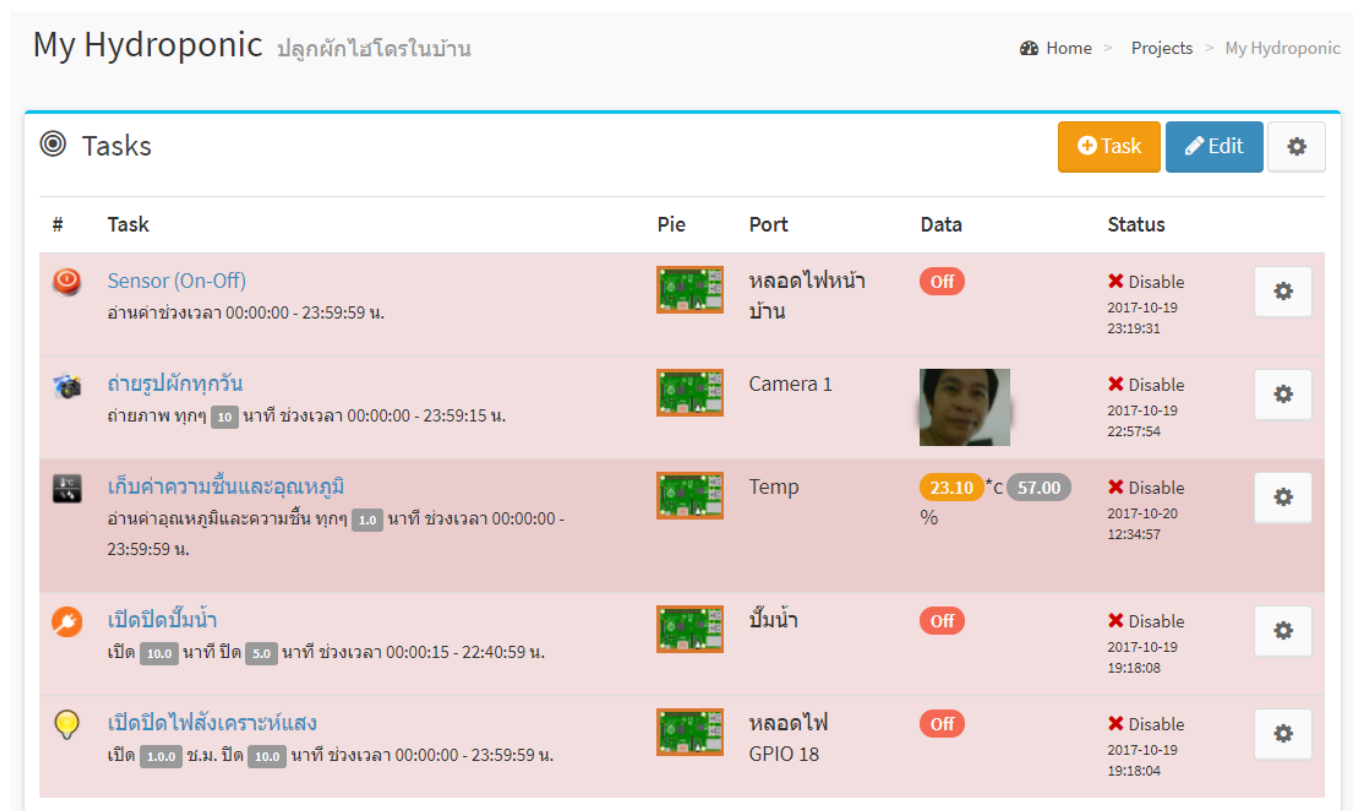 My Hydroponic ปลูกผักไฮโดรในบ้าน
Home > Projects > My Hydroponic
Tasks
Task Edit
# Task Pie Port Data Status
Sensor (On-Off)
อ่านค่าช่วงเวลา 00:00:00 - 23:59:59 น.
หลอดไฟหน้า
บ้าน
Off
Disable
2017-10-19
23:19:31
ถ่ายรูปผักทุกวัน
ถ่ายภาพ ทุกๆ 10 นาที ช่วงเวลา 00:00:00 - 23:59:15 น.
Camera 1
Disable
2017-10-19
22:57:54
เก็บค่าความชื้นและอุณหภูมิ
อ่านค่าอุณหภูมิและความชื้น ทุกๆ 1.0 นาที ช่วงเวลา 00:00:00 -
23:59:59 น.
Temp
23.10 *c 57.00
%
Disable
2017-10-20
12:34:57
เปิดปิดปั๊มน้ำ
เปิด 10.0 นาที ปิด 5.0 นาที ช่วงเวลา 00:00:15 - 22:40:59 น.
ปั๊มน้ำ
Off
Disable
2017-10-19
19:18:08
เปิดปิดไฟสังเคราะห์แสง
เปิด 1.0.0 ช.ม. ปิด 10.0 นาที ช่วงเวลา 00:00:00 - 23:59:59 น.
หลอดไฟ
GPIO 18
Off
Disable
2017-10-19
19:18:04